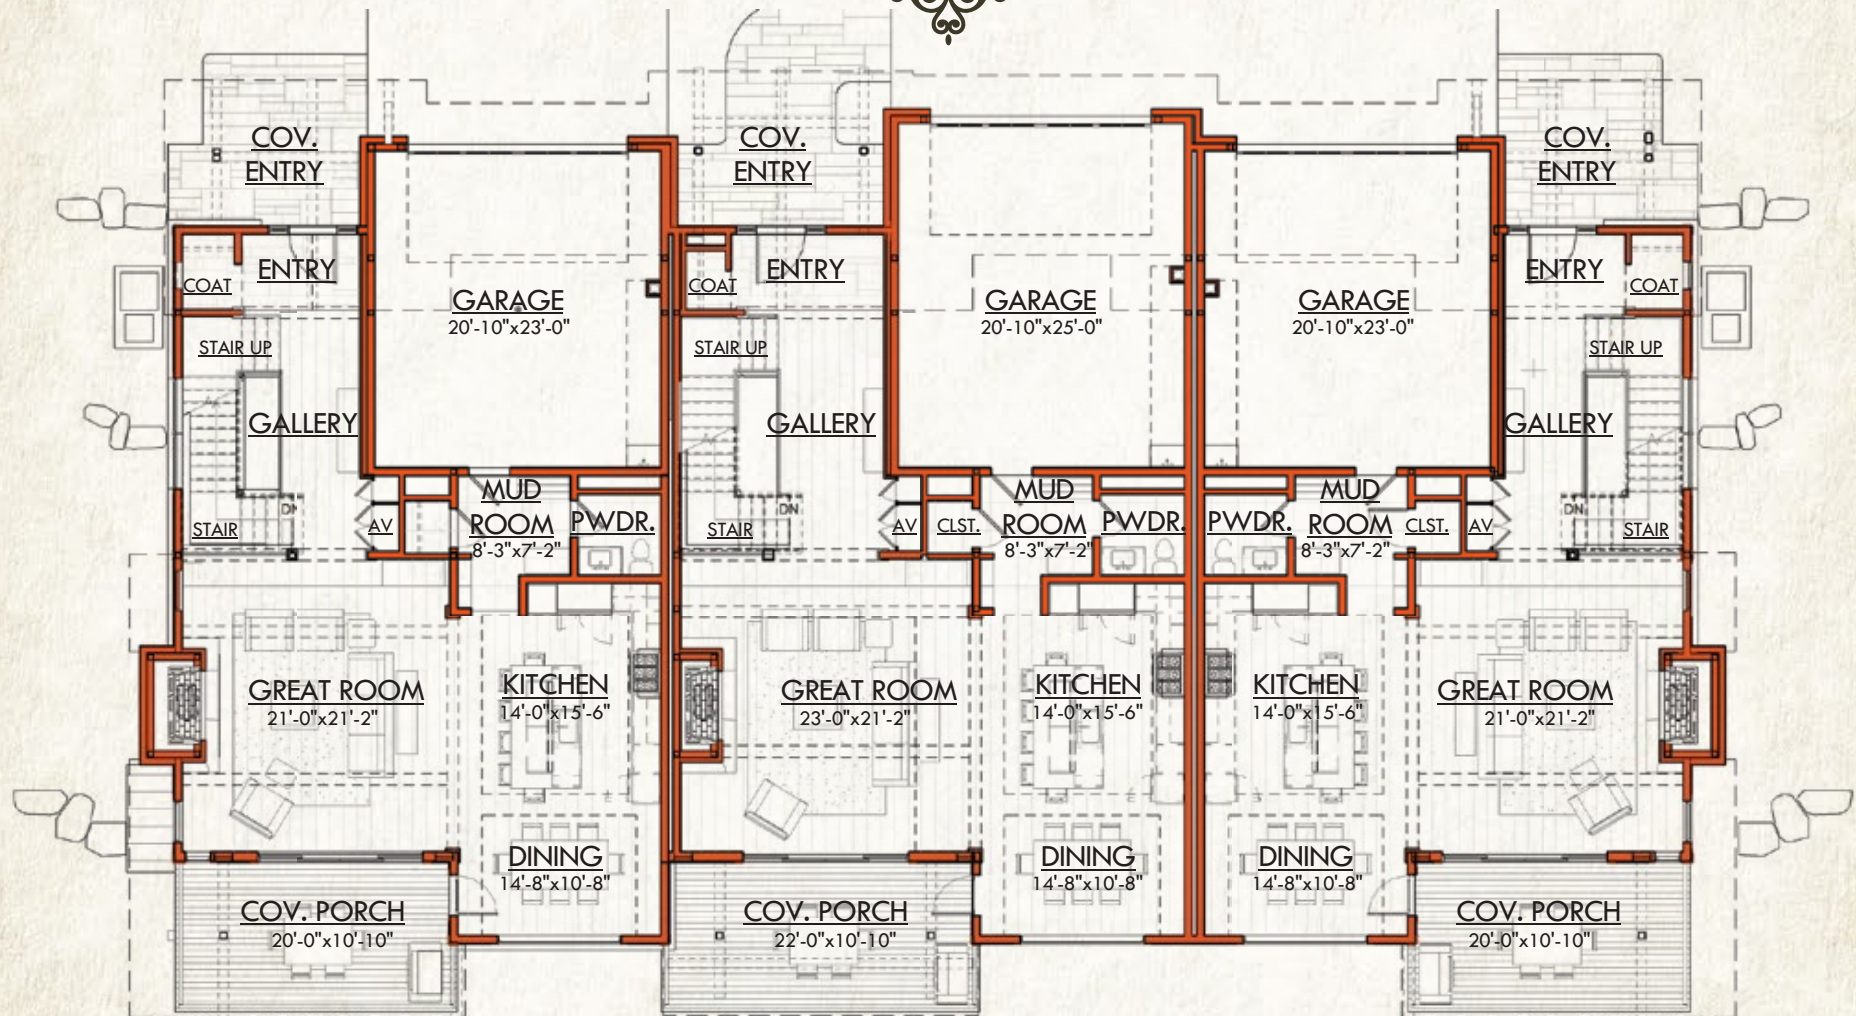 COV.
ENTRY
COV.
ENTRY
COV.
ENTRY
ENTRY
COAT
ENTRY
COAT
ENTRY
COAT
GARAGE
20'-10"x23'-0"
GARAGE
20'-10"x25'-0"
GARAGE
20'-10"x23'-0"
STAIR UP
STAIR UP
STAIR UP
GALLERY
GALLERY
GALLERY
DN
STAIR
AV
MUD
ROOM
8'-3"x7'-2"
PWDR.
DN
STAIR
AV
CLST.
MUD
ROOM
8'-3"x7'-2"
PWDR.
PWDR.
MUD
ROOM
8'-3"x7'-2"
CLST.
AV
DN
STAIR
GREAT ROOM
21'-0"x21'-2"
KITCHEN
14'-0"x15'-6"
GREAT ROOM
23'-0"x21'-2"
KITCHEN
14'-0"x15'-6"
KITCHEN
14'-0"x15'-6"
GREAT ROOM
21'-0"x21'-2"
DINING
14'-8"x10'-8"
DINING
14'-8"x10'-8"
DINING
14'-8"x10'-8"
COV. PORCH
20'-0"x10'-10"
COV. PORCH
22'-0"x10'-10"
COV. PORCH
20'-0"x10'-10"